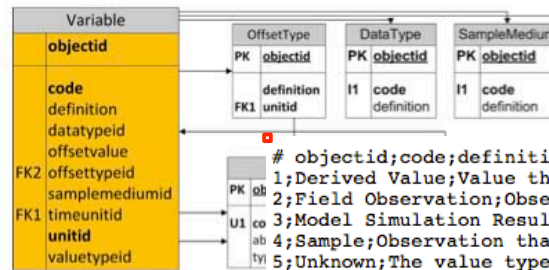 Variable
objectid
code
definition
datatypeid
offsetvalue
FK2 offsettypeid
samplemediumid
FK1 timeunitid
unitid
valuetypeid
OffsetType
PK objectid
definition
FK1 unitid
DataType
PK objectid
I1 code
definition
SampleMedium
PK objectid
I1 code
definition
PK
U1
# objectid;code;definiti
1;Derived Value;Value th
2;Field Observation;Obse
3;Model Simulation Resul
4;Sample;Observation tha
5;Unknown;The value type